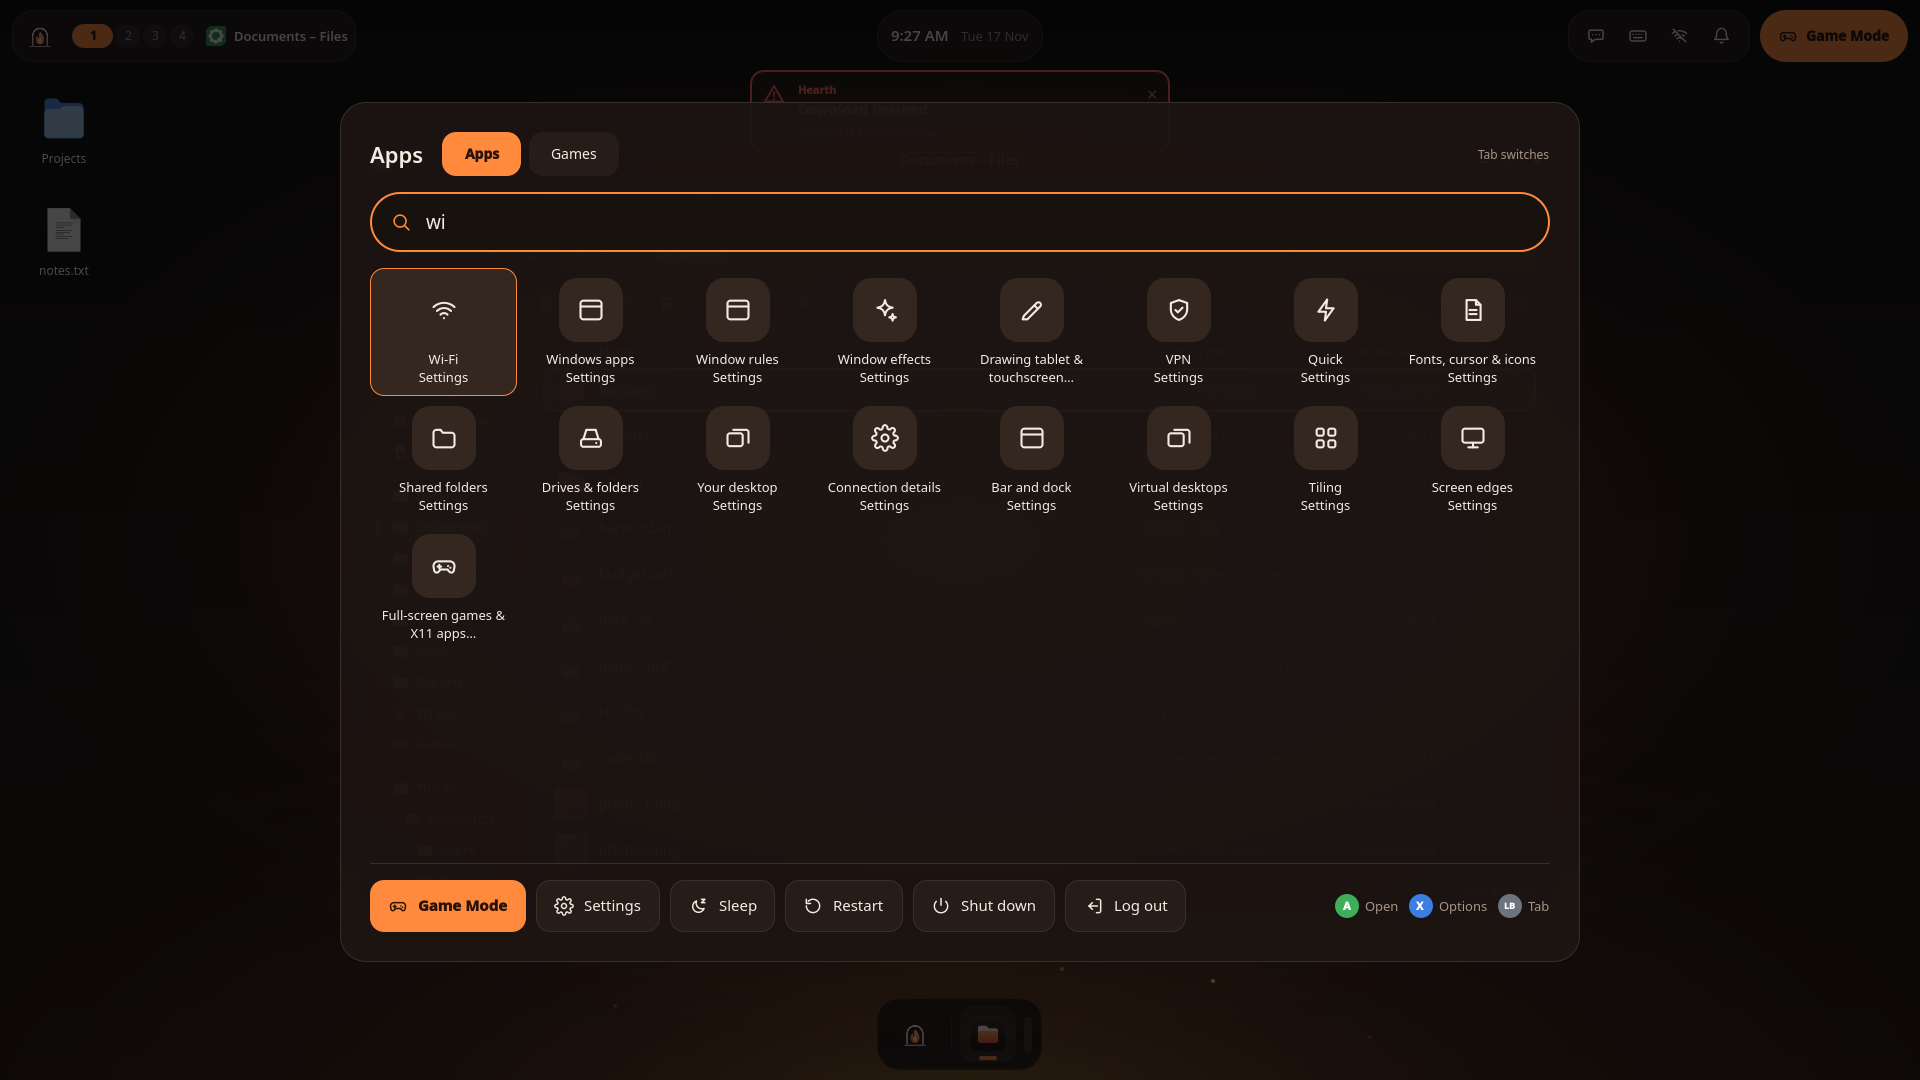 1 2 3 4 Documents – Files
9:27 AM Tue 17 Nov
Game Mode
Projects
notes.txt
Hearth
Download finished
Documents – Files
Apps Apps Games Tab switches
wi
Wi-Fi
Settings
Windows apps
Settings
Window rules
Settings
Window effects
Settings
Drawing tablet &
touchscreen...
VPN
Settings
Quick
Settings
Fonts, cursor & icons
Settings
Shared folders
Settings
Drives & folders
Settings
Your desktop
Settings
Connection details
Settings
Bar and dock
Settings
Virtual desktops
Settings
Tiling
Settings
Screen edges
Settings
Full-screen games &
X11 apps...
Game Mode Settings Sleep Restart Shut down Log out
A Open X Options LB Tab